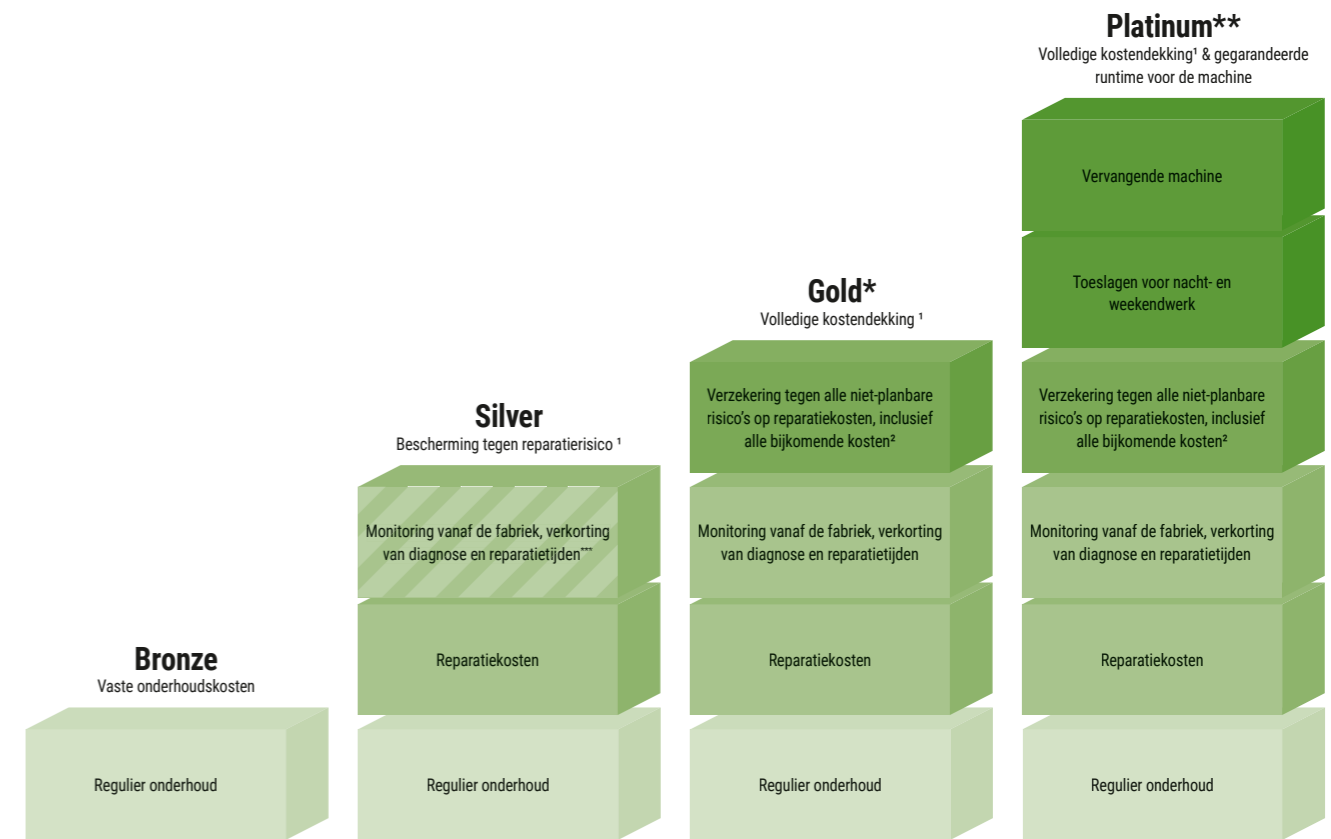 Platinum**
Volledige kostendekking¹ & gegarandeerde
runtime voor de machine
Vervangende machine
Toeslagen voor nacht- en
weekendwerk
Verzekering tegen alle niet-planbare
risico's op reparatiekosten, inclusief
alle bijkomende kosten²
Monitoring vanaf de fabriek, verkorting
van diagnose en reparatietijden
Reparatiekosten
Regulier onderhoud
Gold*
Volledige kostendekking ¹
Verzekering tegen alle niet-planbare
risico's op reparatiekosten, inclusief
alle bijkomende kosten²
Monitoring vanaf de fabriek, verkorting
van diagnose en reparatietijden
Reparatiekosten
Regulier onderhoud
Silver
Bescherming tegen reparatierisico ¹
Monitoring vanaf de fabriek, verkorting
van diagnose en reparatietijden***
Reparatiekosten
Regulier onderhoud
Bronze
Vaste onderhoudskosten
Regulier onderhoud